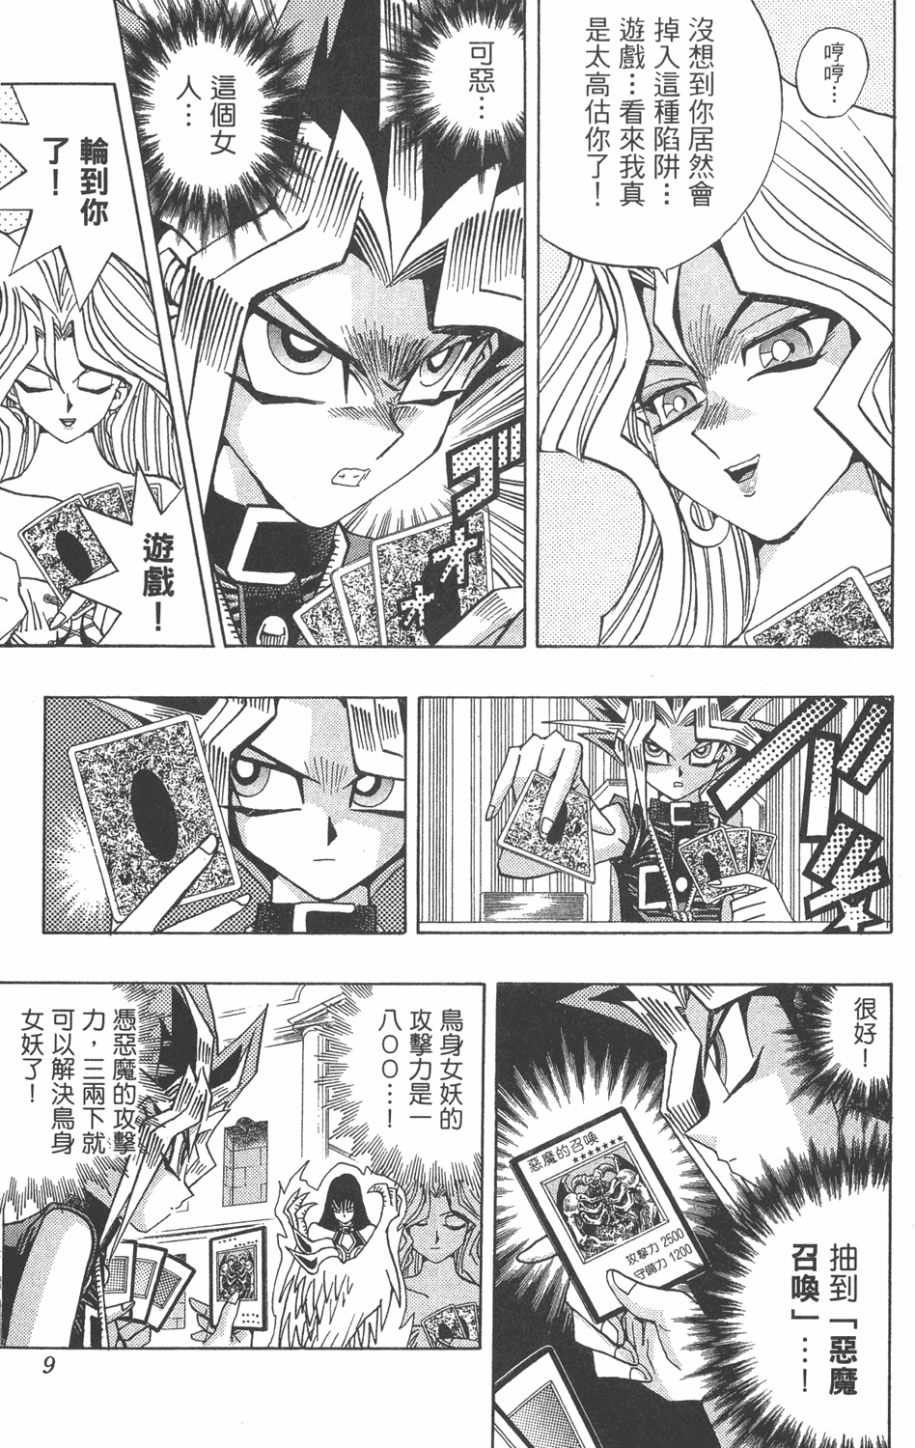 哼哼…
沒想到你居然會
掉入這種陷阱…
遊戲…看來我真
是太高估你了！
可惡…
這個女
人…
ゴ
オ
オ
輪到你
了！
遊戲！
很好！
抽到「惡魔
召喚」…！
惡魔的召喚
攻擊力 2500
守備力 1200
鳥身女妖的
攻擊力是一
八〇〇…！
憑惡魔的攻擊
力，三兩下就
可以解決鳥身
女妖了！
9